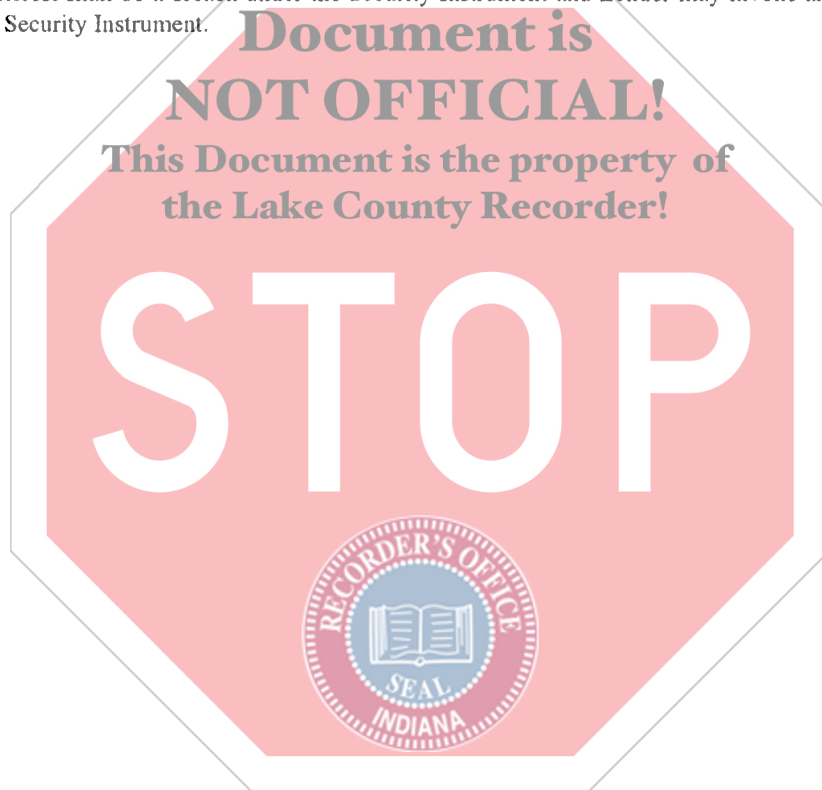 Security Instrument.
Document is
NOT OFFICIAL!
This Document is the property of
the Lake County Recorder!
STOP
RECORDER'S OFFICE
SEAL
INDIANA